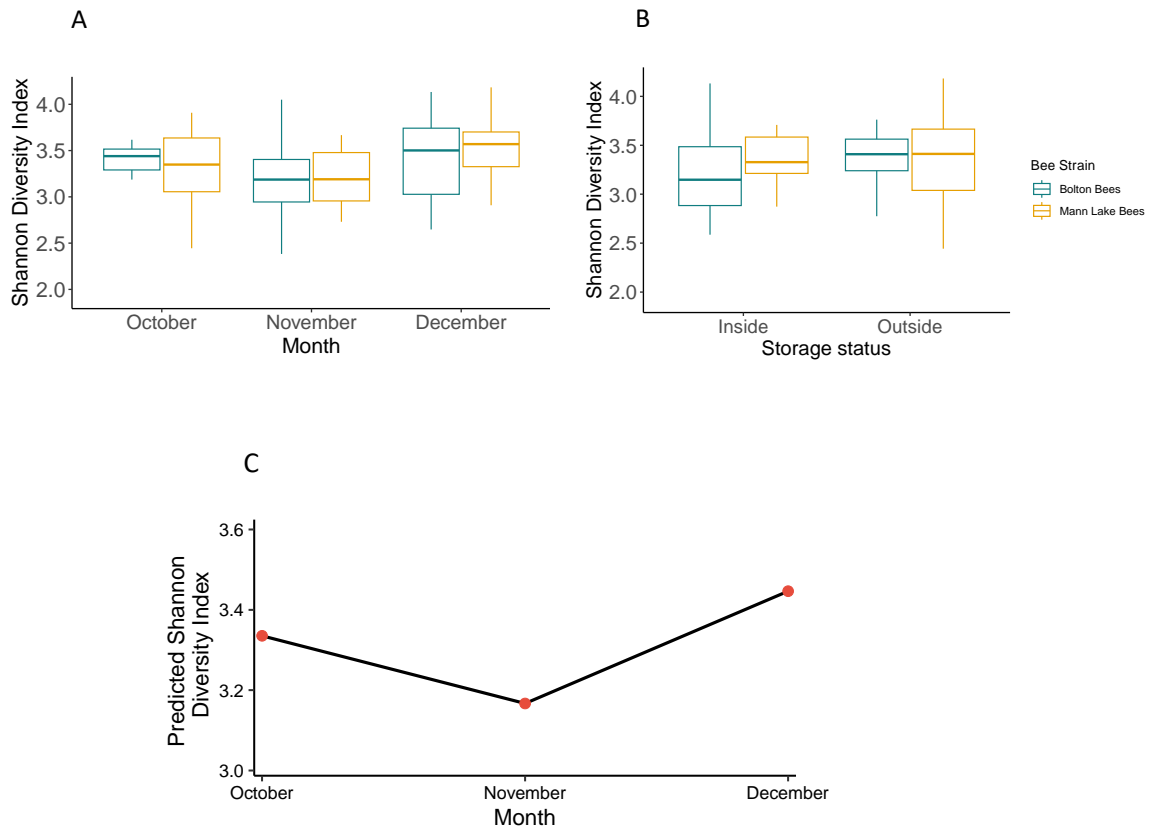 A
Shannon Diversity Index
4.0
3.5
3.0
2.5
2.0
October November December
Month
B
Shannon Diversity Index
4.0
3.5
3.0
2.5
2.0
Inside Outside
Storage status
Bee Strain
Bolton Bees
Mann Lake Bees
C
Predicted Shannon
Diversity Index
3.6
3.4
3.2
3.0
October November December
Month